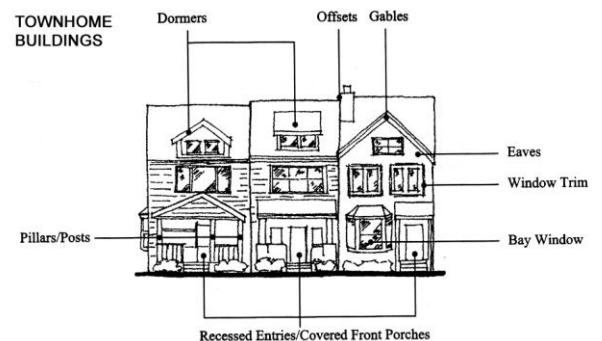 TOWNHOME
BUILDINGS
Dormers
Offsets
Gables
Eaves
Window Trim
Pillars/Posts
Bay Window
Recessed Entries/Covered Front Porches